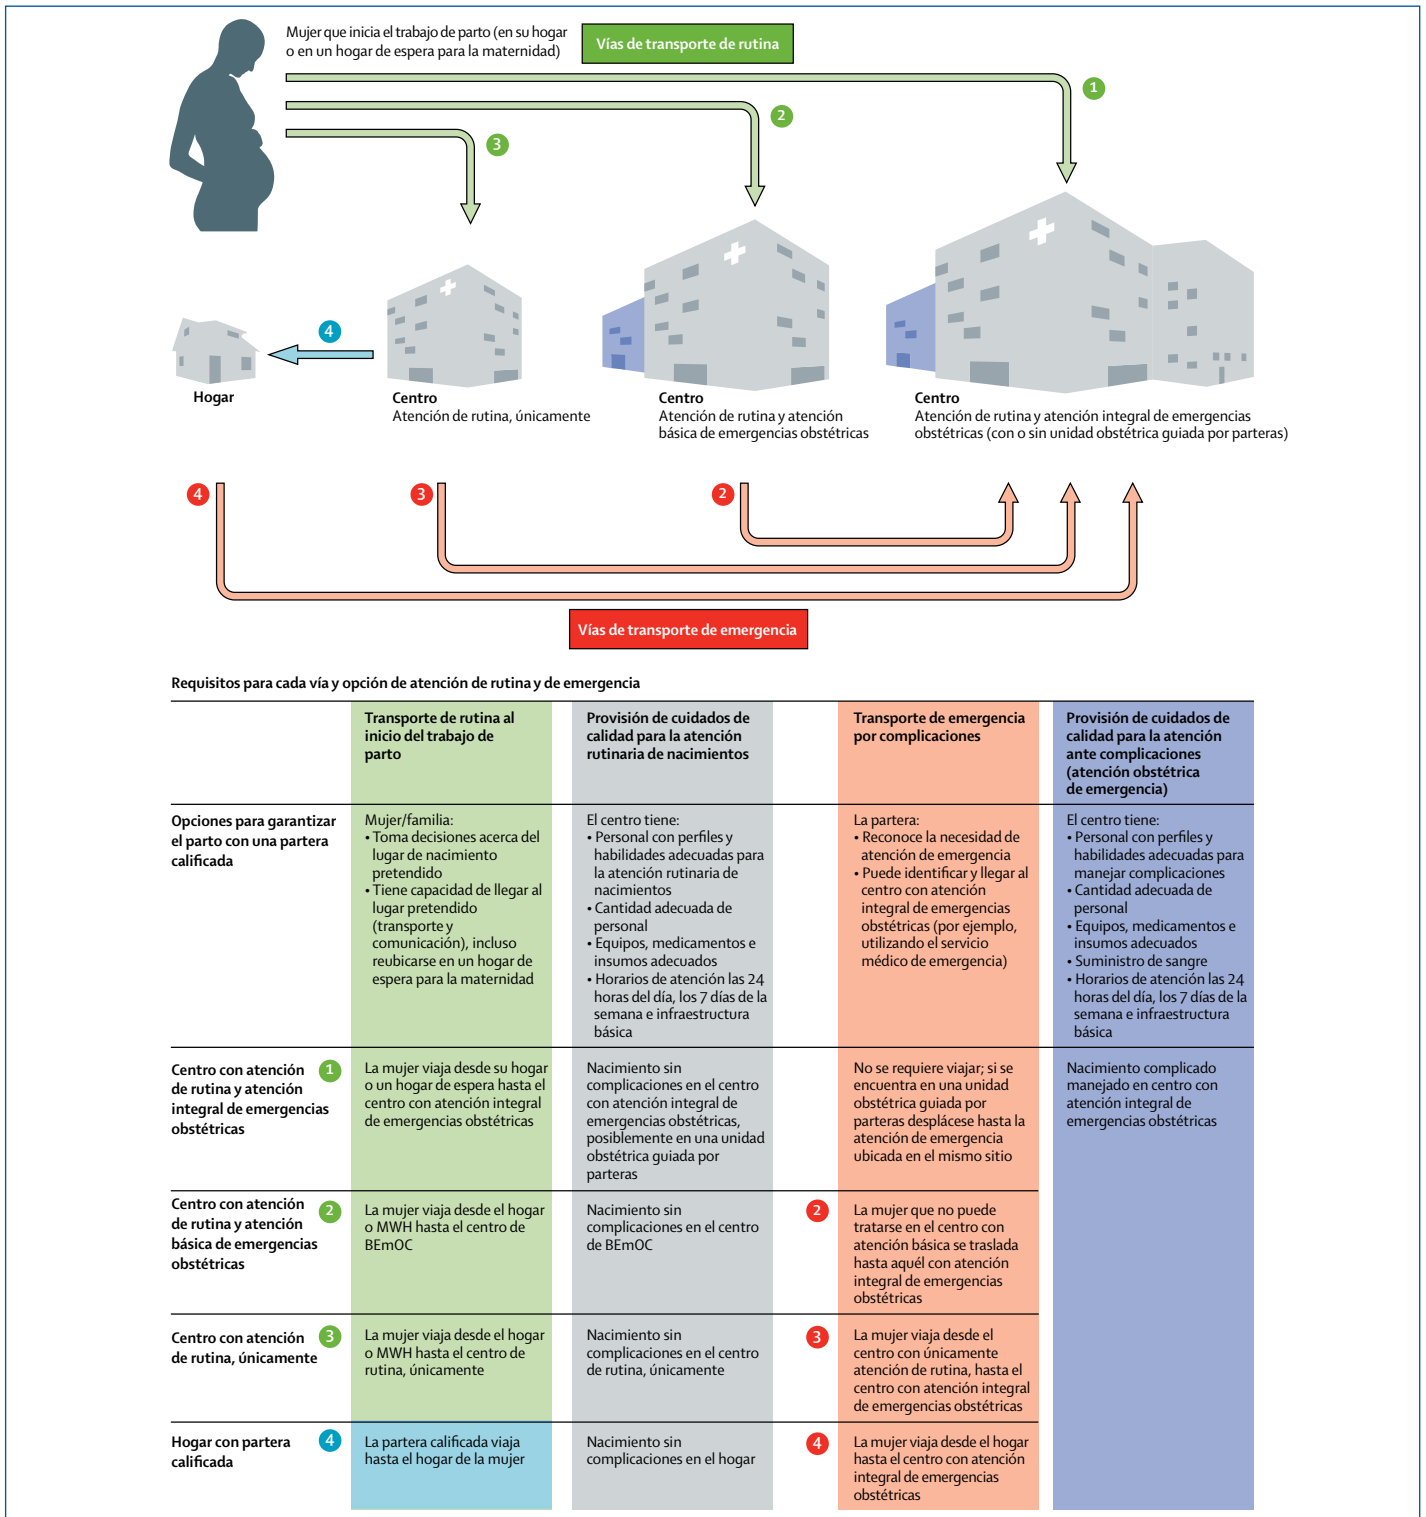 Mujer que inicia el trabajo de parto (en su hogar
o en un hogar de espera para la maternidad)
Vías de transporte de rutina
1
2
3
4
Hogar
Centro
Atención de rutina, únicamente
Centro
Atención de rutina y atención
básica de emergencias obstétricas
Centro
Atención de rutina y atención integral de emergencias
obstétricas (con o sin unidad obstétrica guiada por parteras)
4
3
2
Vías de transporte de emergencia
Requisitos para cada vía y opción de atención de rutina y de emergencia
Transporte de rutina al
inicio del trabajo de
parto
Provisión de cuidados de
calidad para la atención
rutinaria de nacimientos
Transporte de emergencia
por complicaciones
Provisión de cuidados de
calidad para la atención
ante complicaciones
(atención obstétrica
de emergencia)
Opciones para garantizar
el parto con una partera
calificada
Mujer/familia:
• Toma decisiones acerca del
lugar de nacimiento
pretendido
• Tiene capacidad de llegar al
lugar pretendido
(transporte y
comunicación), incluso
reubicarse en un hogar de
espera para la maternidad
El centro tiene:
• Personal con perfiles y
habilidades adecuadas para
la atención rutinaria de
nacimientos
• Cantidad adecuada de
personal
• Equipos, medicamentos e
insumos adecuados
• Horarios de atención las 24
horas del día, los 7 días de la
semana e infraestructura
básica
La partera:
• Reconoce la necesidad de
atención de emergencia
• Puede identificar y llegar al
centro con atención
integral de emergencias
obstétricas (por ejemplo,
utilizando el servicio
médico de emergencia)
El centro tiene:
• Personal con perfiles y
habilidades adecuadas para
manejar complicaciones
• Cantidad adecuada de
personal
• Equipos, medicamentos e
insumos adecuados
• Suministro de sangre
• Horarios de atención las 24
horas del día, los 7 días de la
semana e infraestructura
básica
Centro con atención
de rutina y atención
integral de emergencias
obstétricas
1
La mujer viaja desde su hogar
o un hogar de espera hasta el
centro con atención integral
de emergencias obstétricas
Nacimiento sin
complicaciones en el centro
con atención integral de
emergencias obstétricas,
posiblemente en una unidad
obstétrica guiada por
parteras
No se requiere viajar; si se
encuentra en una unidad
obstétrica guiada por
parteras desplácese hasta la
atención de emergencia
ubicada en el mismo sitio
Nacimiento complicado
manejado en centro con
atención integral de
emergencias obstétricas
Centro con atención
de rutina y atención
básica de emergencias
obstétricas
2
La mujer viaja desde el hogar
o MWH hasta el centro de
BEmOC
Nacimiento sin
complicaciones en el centro
de BEmOC
2
La mujer que no puede
tratarse en el centro con
atención básica se traslada
hasta aquél con atención
integral de emergencias
obstétricas
Centro con atención
de rutina, únicamente
3
La mujer viaja desde el hogar
o MWH hasta el centro de
rutina, únicamente
Nacimiento sin
complicaciones en el centro
de rutina, únicamente
3
La mujer viaja desde el
centro con únicamente
atención de rutina, hasta el
centro con atención integral
de emergencias obstétricas
Hogar con partera
calificada
4
La partera calificada viaja
hasta el hogar de la mujer
Nacimiento sin
complicaciones en el hogar
4
La mujer viaja desde el hogar
hasta el centro con atención
integral de emergencias
obstétricas